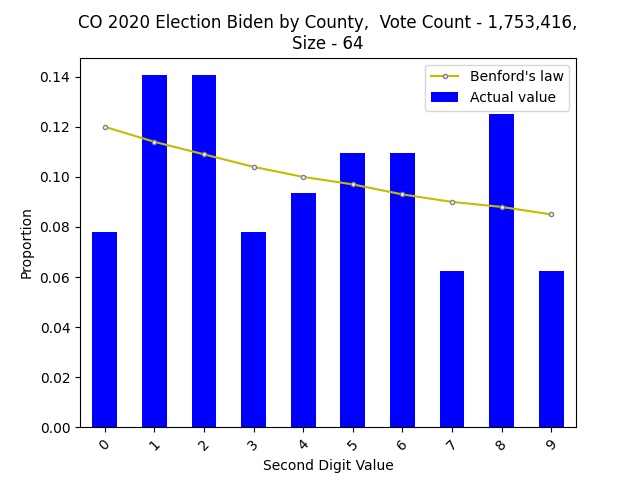 CO 2020 Election Biden by County,  Vote Count - 1,753,416,
Size - 64
Benford's law
Actual value
0.14
0.12
0.10
0.08
0.06
0.04
0.02
0.00
Proportion
0 1 2 3 4 5 6 7 8 9
Second Digit Value